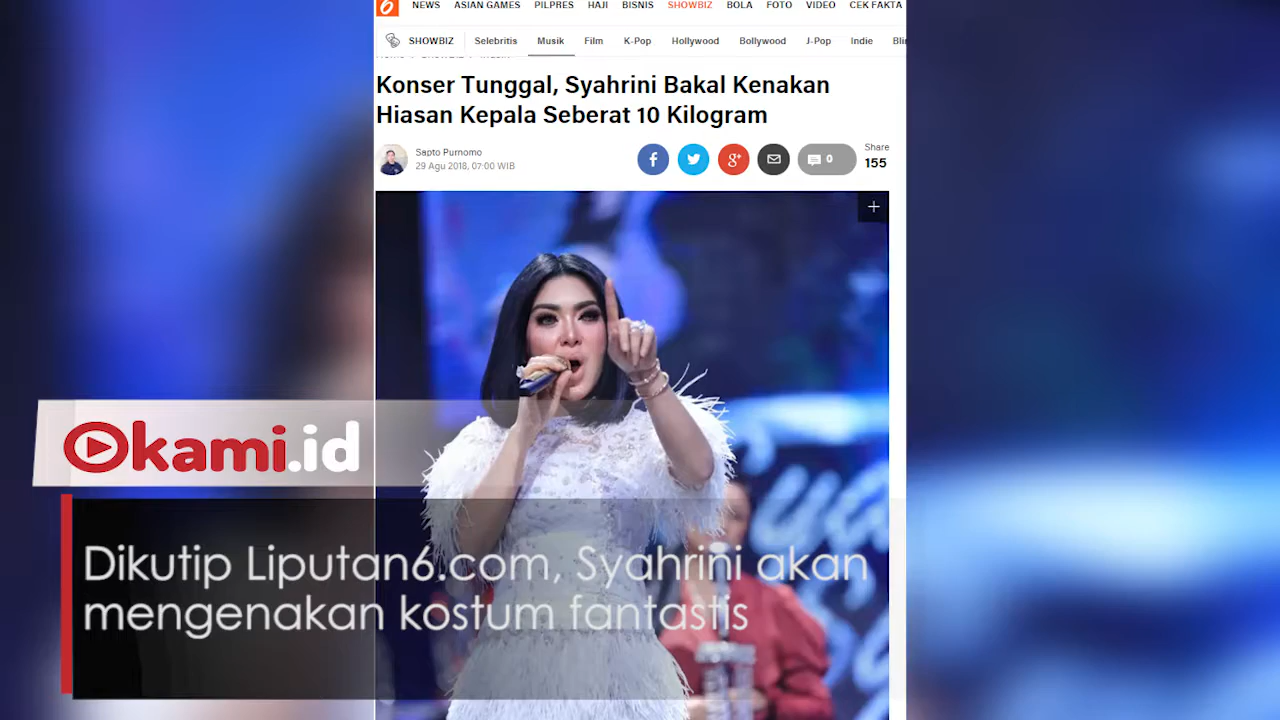 6 NEWS ASIAN GAMES PILPRES HAJI BISNIS SHOWBIZ BOLA FOTO VIDEO CEK FAKTA
SHOWBIZ Selebritis Musik Film K-Pop Hollywood Bollywood J-Pop Indie
Konser Tunggal, Syahrini Bakal Kenakan
Hiasan Kepala Seberat 10 Kilogram
Sapto Purnomo
29 Agu 2018, 07:00 WIB
f g+ 0
Share
155
+
Okami.id
Dikutip Liputan6.com, Syahrini akan
mengenakan kostum fantastis